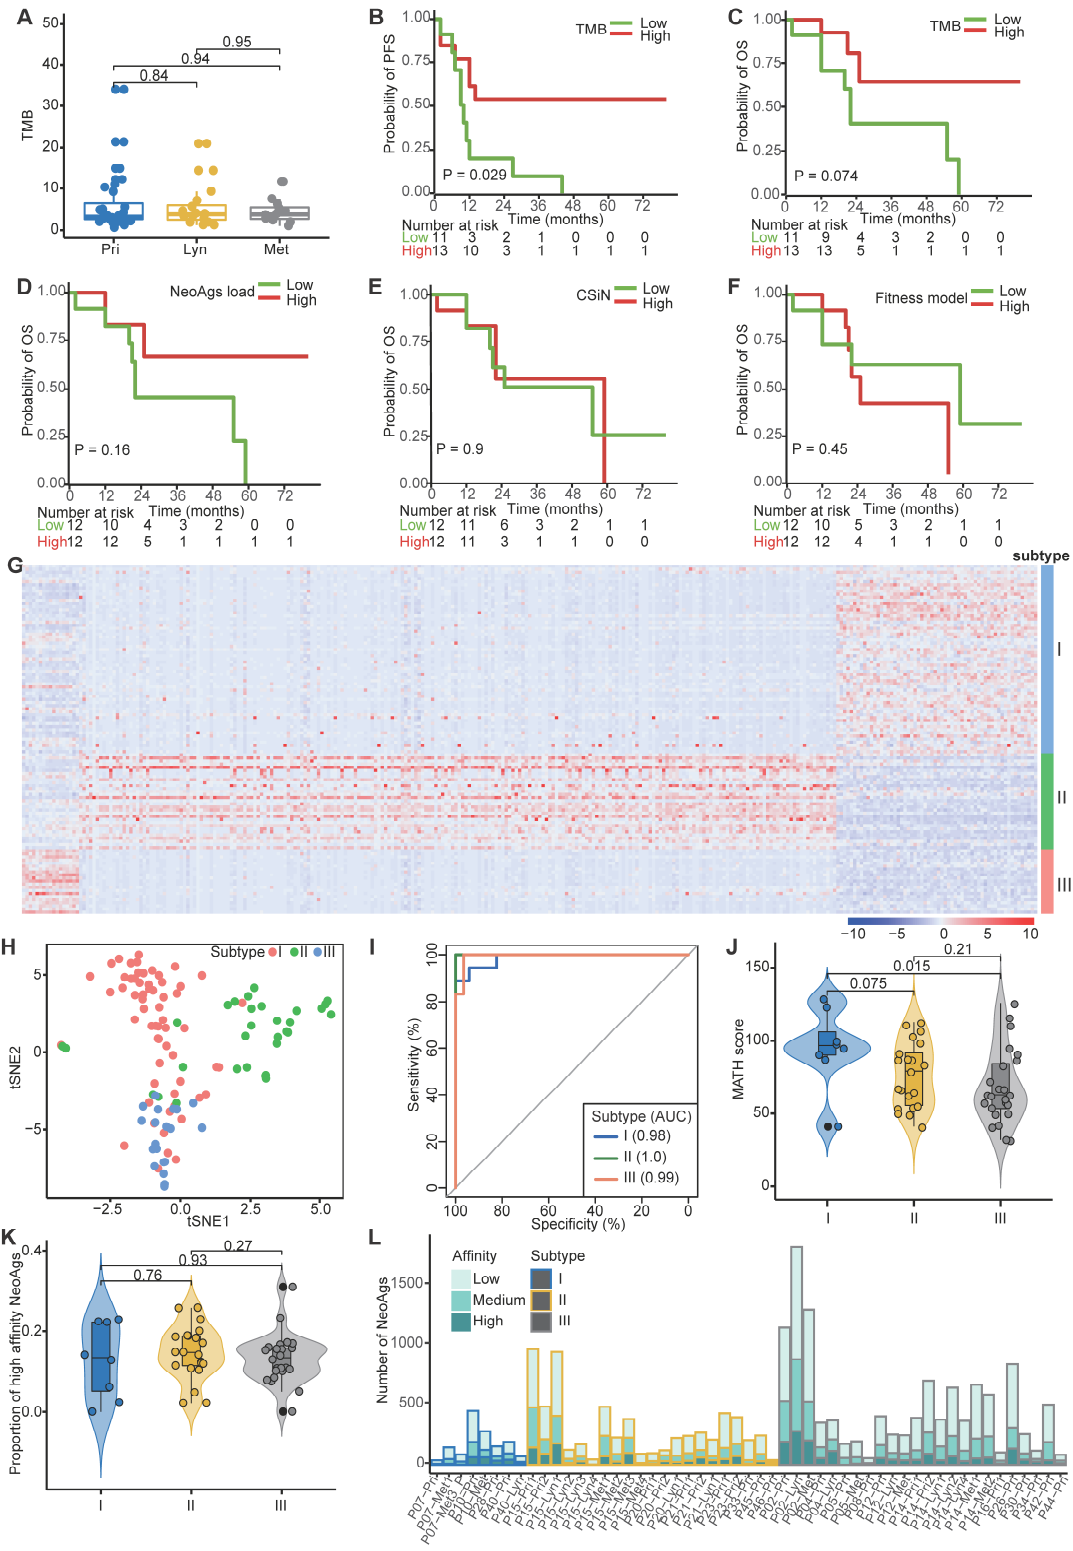 A
TMB
50
40
30
20
10
0
0.95
0.94
0.84
Pri Lyn Met
B
Probability of PFS
1.00
0.75
0.50
0.25
0.00
TMB Low
High
P = 0.029
0 12 24 36 48 60 72
Time (months)
Number at risk
Low 11 3 2 1 0 0 0
High 13 10 3 1 1 1 1
C
Probability of OS
1.00
0.75
0.50
0.25
0.00
TMB Low
High
P = 0.074
0 12 24 36 48 60 72
Time (months)
Number at risk
Low 11 9 4 2 2 0 0
High 13 13 5 1 1 1 1
D
Probability of OS
1.00
0.75
0.50
0.25
0.00
NeoAgs load Low
High
P = 0.16
0 12 24 36 48 60 72
Number at risk Time (months)
Low 12 10 4 3 2 0 0
High 12 12 5 1 1 1 1
E
Probability of OS
1.00
0.75
0.50
0.25
0.00
CSiN Low
High
P = 0.9
0 12 24 36 48 60 72
Number at risk Time (months)
Low 12 11 6 3 2 1 1
High 12 11 3 1 1 0 0
F
Probability of OS
1.00
0.75
0.50
0.25
0.00
Fitness model Low
High
P = 0.45
0 12 24 36 48 60 72
Number at risk Time (months)
Low 12 10 5 3 2 1 1
High 12 12 4 1 1 0 0
G
subtype
I
II
III
−10 −5 0 5 10
H
Subtype I II III
tSNE2
5
0
−5
−2.5 0.0 2.5 5.0
tSNE1
I
Sensitivity (%)
100
80
60
40
20
0
Subtype (AUC)
I (0.98)
II (1.0)
III (0.99)
100 80 60 40 20 0
Specificity (%)
J
MATH score
150
100
50
0
0.21
0.015
0.075
I II III
K
Proportion of high affinity NeoAgs
0.4
0.2
0.0
0.27
0.93
0.76
I II III
L
Number of NeoAgs
1500
1000
500
0
Affinity
Low
Medium
High
Subtype
I
II
III